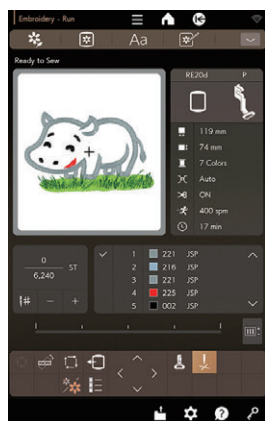 Embroidery - Run
Aa
Ready to Sew
RE20d P
119 mm
74 mm
7 Colors
Auto
ON
400 spm
17 min
0
6,240
ST
1 221 JSP
2 216 JSP
3 221 JSP
4 225 JSP
5 002 JSP